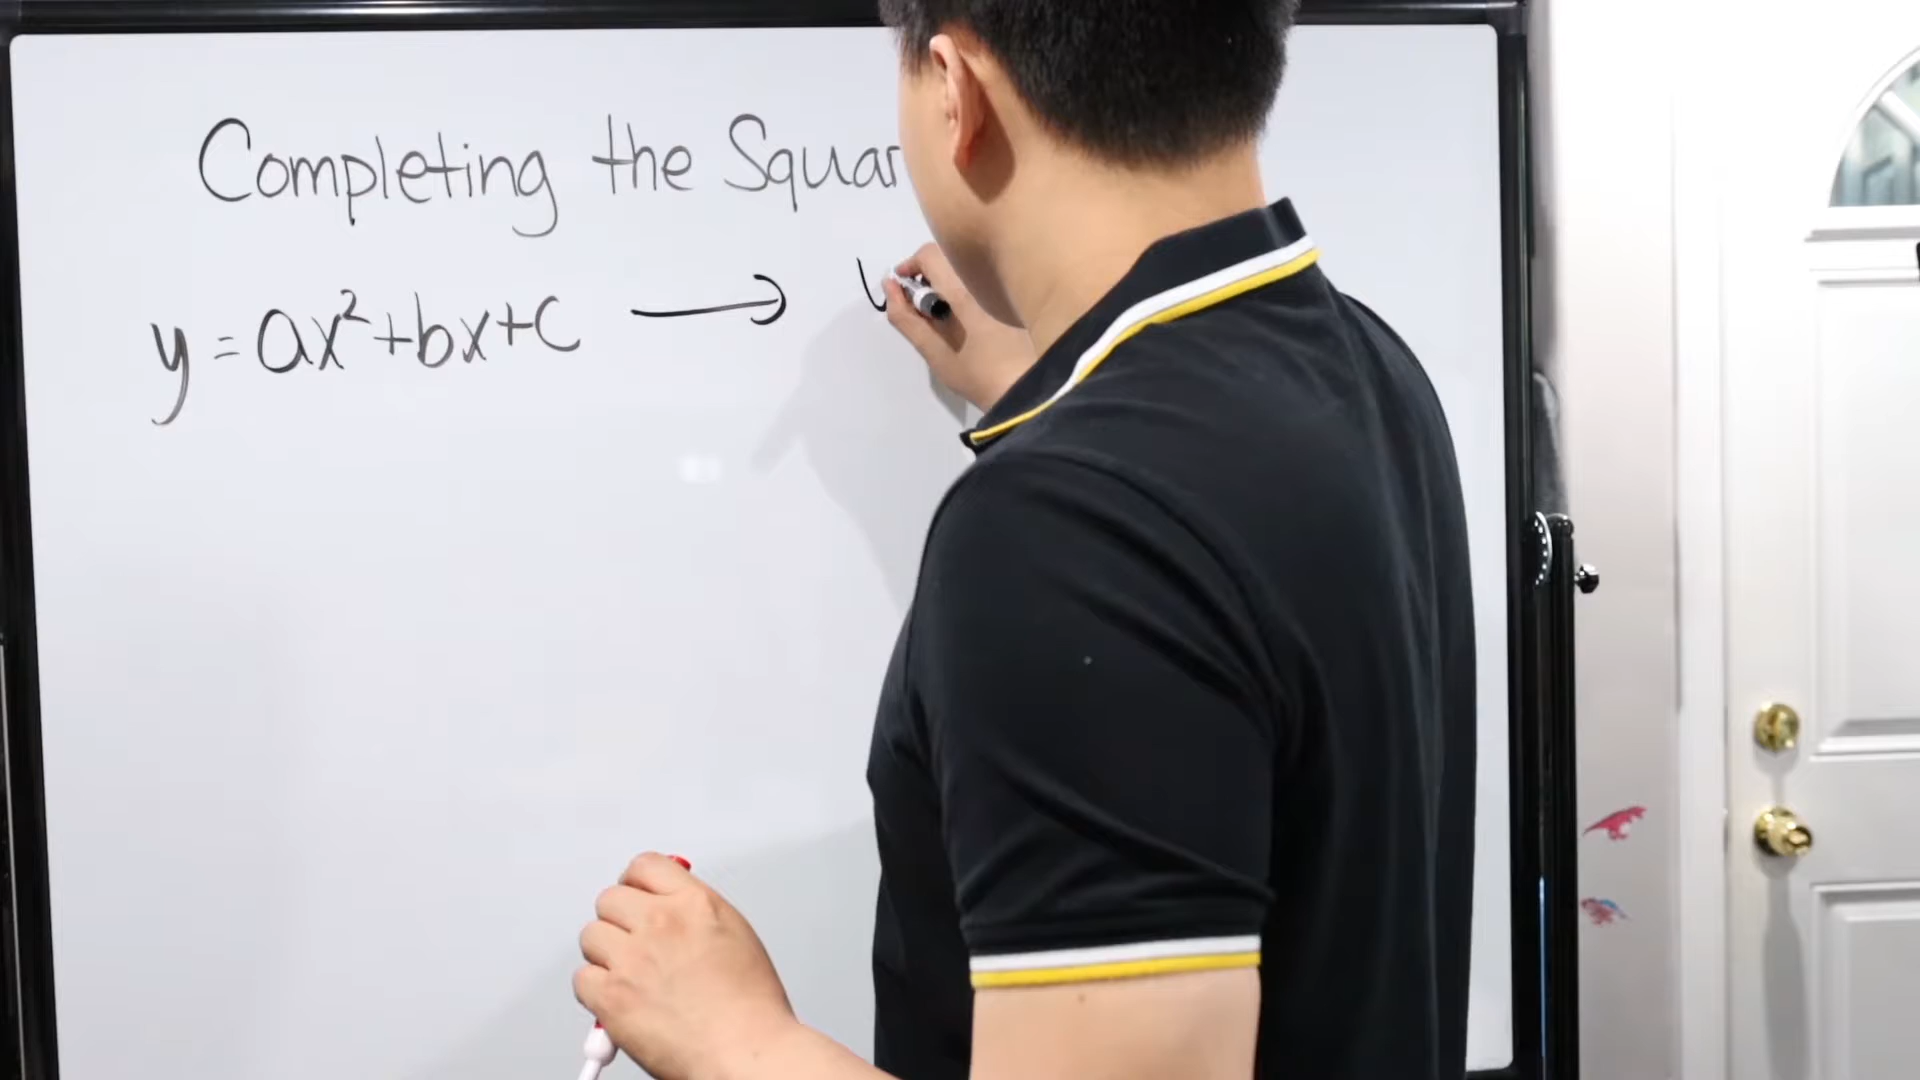 Completing the Squar
y = ax²+bx+c →